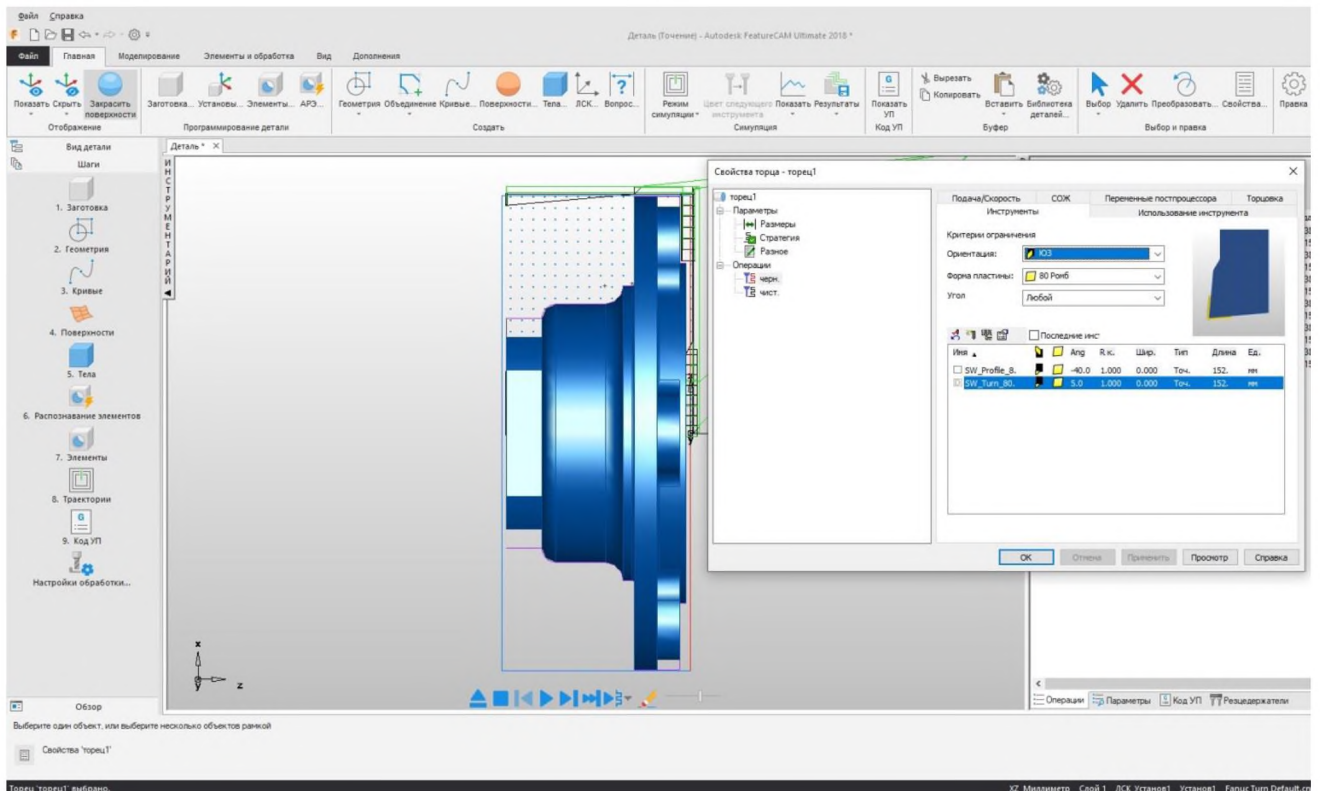 Файл Справка
Деталь (Точение) - Autodesk FeatureCAM Ultimate 2018 *
Файл Главная Моделирование Элементы и обработка Вид Дополнения
Показать Скрыть Закрасить поверхности
Заготовка... Установы... Элементы... АРЭ...
Геометрия Объединение Кривые... Поверхности... Тела... ЛСК... Вопрос...
Режим симуляции Цвет следующего инструмента Показать Результаты
Показать УП
Вырезать
Копировать
Вставить Библиотека деталей...
Выбор Удалить Преобразовать... Свойства...
Правка
Отображение Программирование детали Создать Симуляция Код УП Буфер Выбор и правка
Вид детали
Шаги
Деталь * X
ИНСТРУМЕНТАРИЙ
1. Заготовка
2. Геометрия
3. Кривые
4. Поверхности
5. Тела
6. Распознавание элементов
7. Элементы
8. Траектории
9. Код УП
Настройки обработки...
Обзор
x
y z
Свойства торца - торец1
торец1
Параметры
Размеры
Стратегия
Разное
Операции
черн.
чист.
Подача/Скорость СОЖ Переменные постпроцессора Торцовка
Инструменты Использование инструмента
Критерии ограничения
Ориентация: ЮЗ
Форма пластины: 80 Ромб
Угол Любой
Последние инс
Имя Ang R к. Шир. Тип Длина Ед.
SW_Profile_8. -40.0 1.000 0.000 Точ. 152. мм
SW_Turn_80. 5.0 1.000 0.000 Точ. 152. мм
OK Отмена Применить Просмотр Справка
Операции Параметры Код УП Резцедержатели
Выберите один объект, или выберите несколько объектов рамкой
Свойства 'торец1'
Торец 'торец1' выбрано.
XZ Миллиметр Слой 1 ЛСК_Установ1 Установ1 Fanuc Turn Default.cn